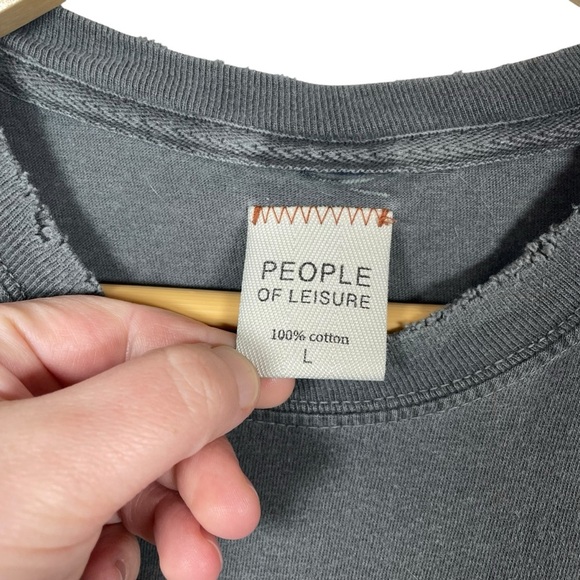 PEOPLE
OF LEISURE
100% cotton
L